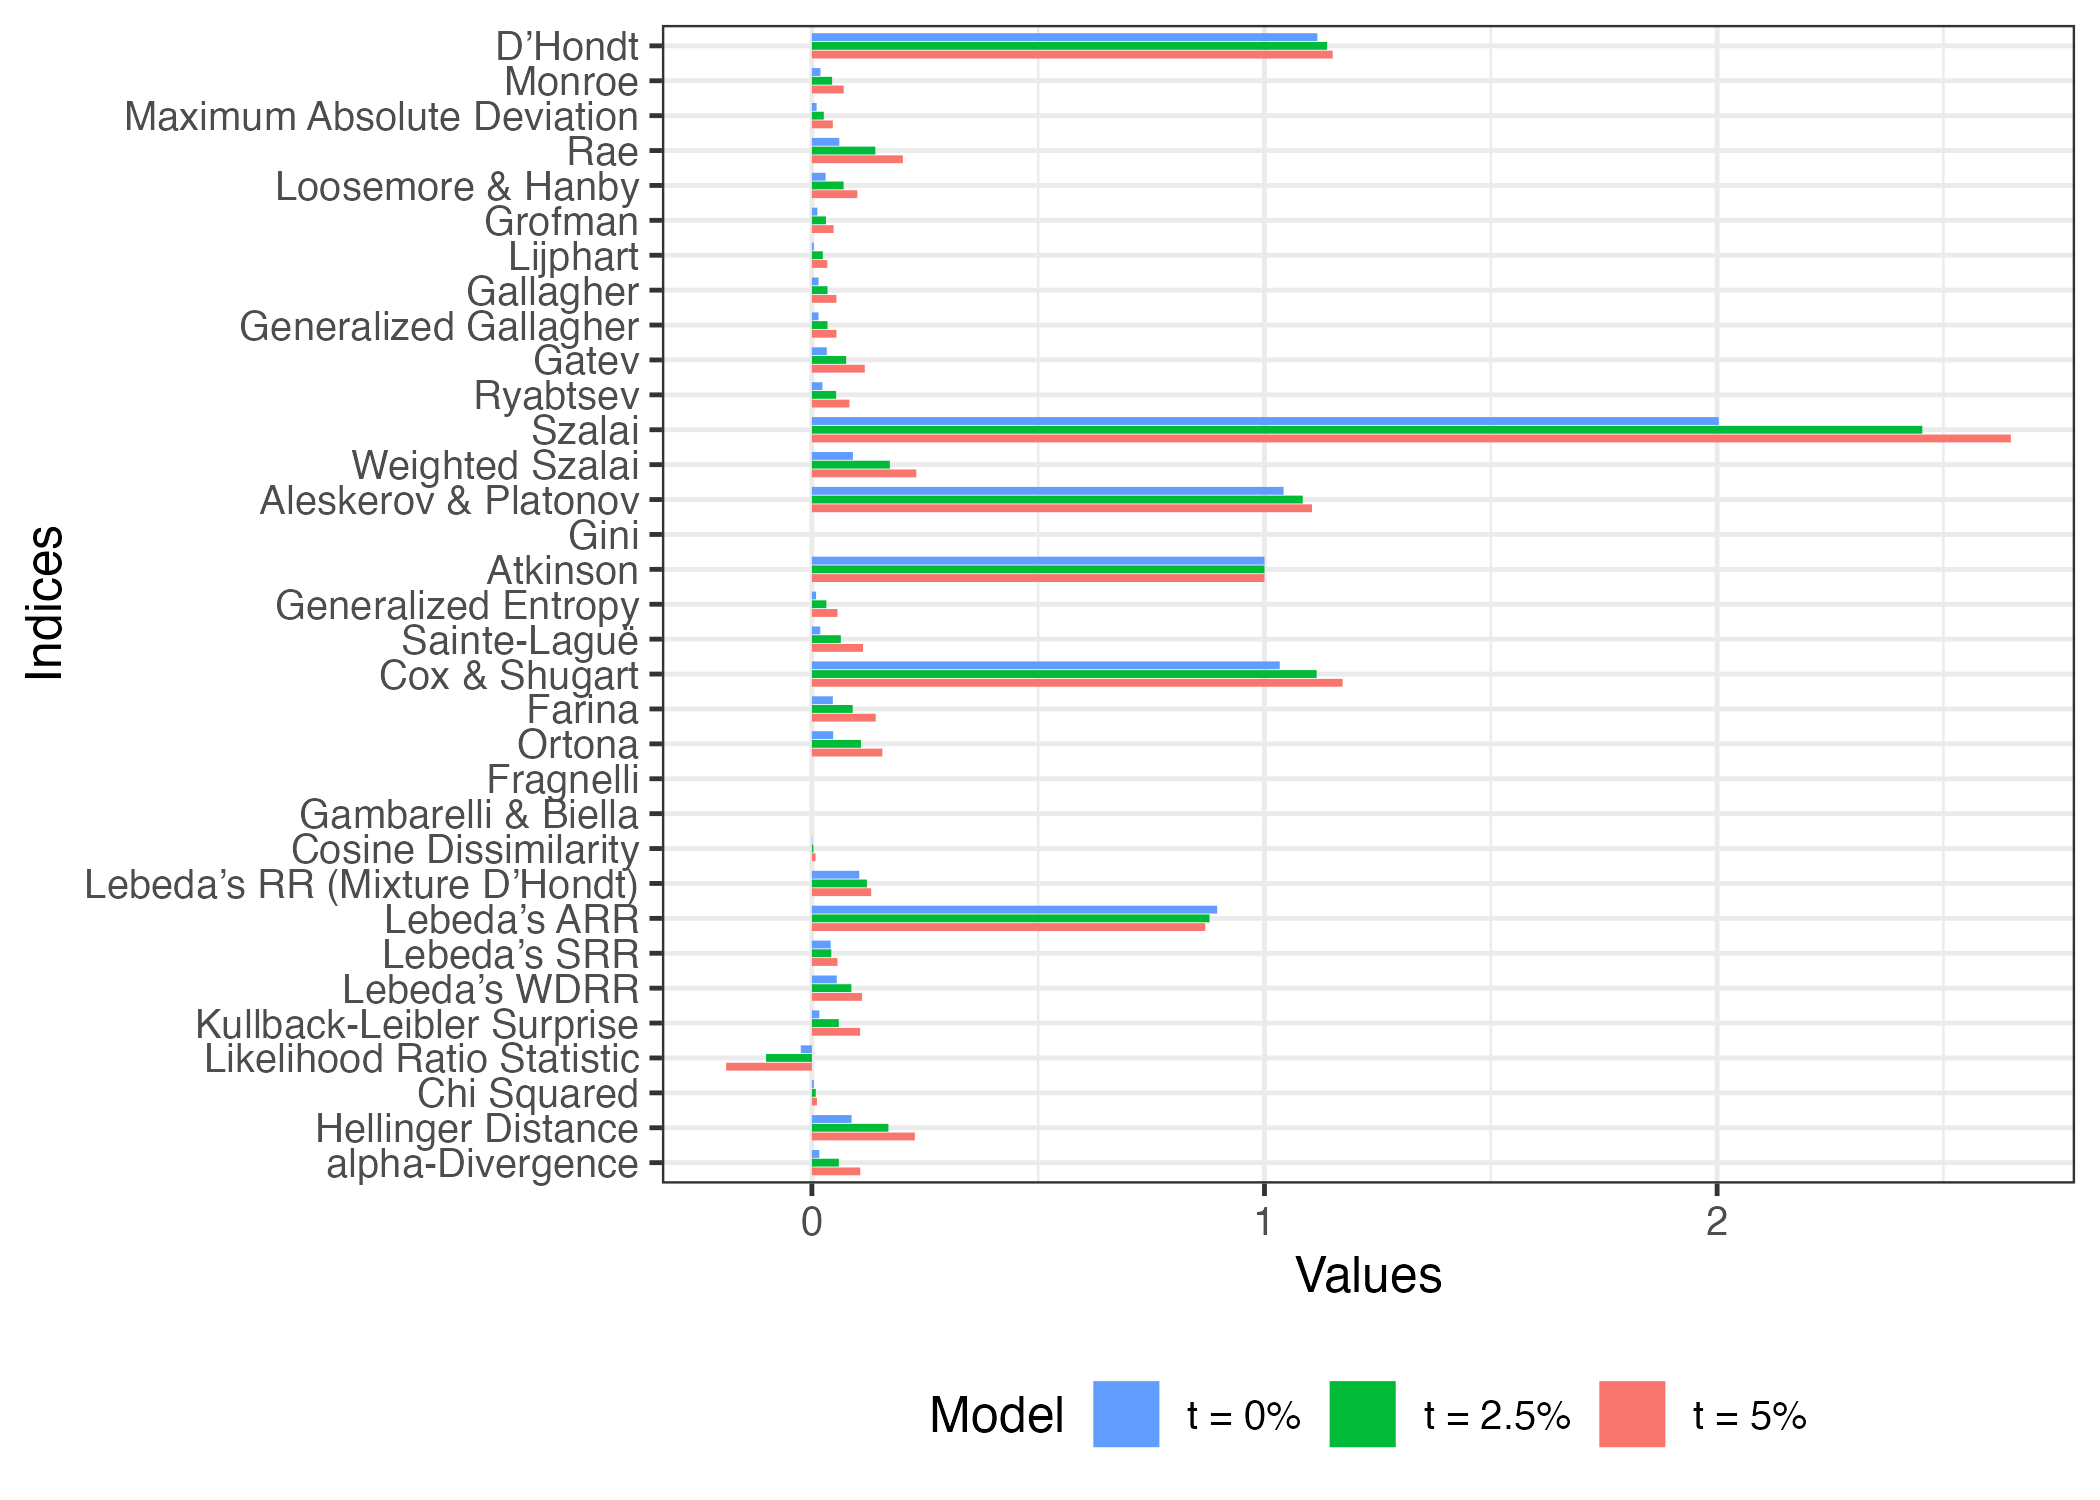 D’Hondt
Monroe
Maximum Absolute Deviation
Rae
Loosemore & Hanby
Grofman
Lijphart
Gallagher
Generalized Gallagher
Gatev
Ryabtsev
Szalai
Weighted Szalai
Aleskerov & Platonov
Gini
Atkinson
Generalized Entropy
Sainte-Laguë
Cox & Shugart
Farina
Ortona
Fragnelli
Gambarelli & Biella
Cosine Dissimilarity
Lebeda’s RR (Mixture D’Hondt)
Lebeda’s ARR
Lebeda’s SRR
Lebeda’s WDRR
Kullback-Leibler Surprise
Likelihood Ratio Statistic
Chi Squared
Hellinger Distance
alpha-Divergence
Indices
0 1 2
Values
Model t = 0% t = 2.5% t = 5%